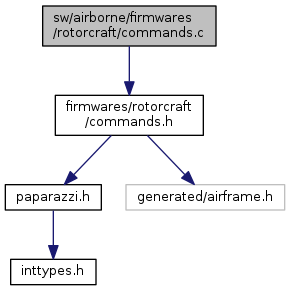 sw/airborne/firmwares
/rotorcraft/commands.c
firmwares/rotorcraft
/commands.h
paparazzi.h
generated/airframe.h
inttypes.h